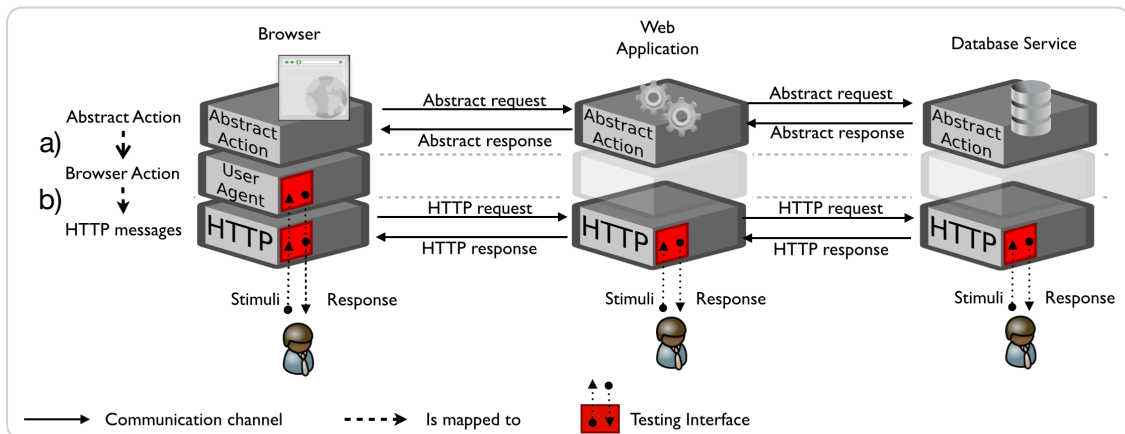 Browser
Web
Application
Database Service
Abstract Action
a)
Browser Action
b)
HTTP messages
Abstract
Action
User
Agent
HTTP
Abstract request
Abstract response
HTTP request
HTTP response
Abstract
Action
HTTP
Abstract request
Abstract response
HTTP request
HTTP response
Abstract
Action
HTTP
Stimuli
Response
Stimuli
Response
Stimuli
Response
Communication channel
Is mapped to
Testing Interface